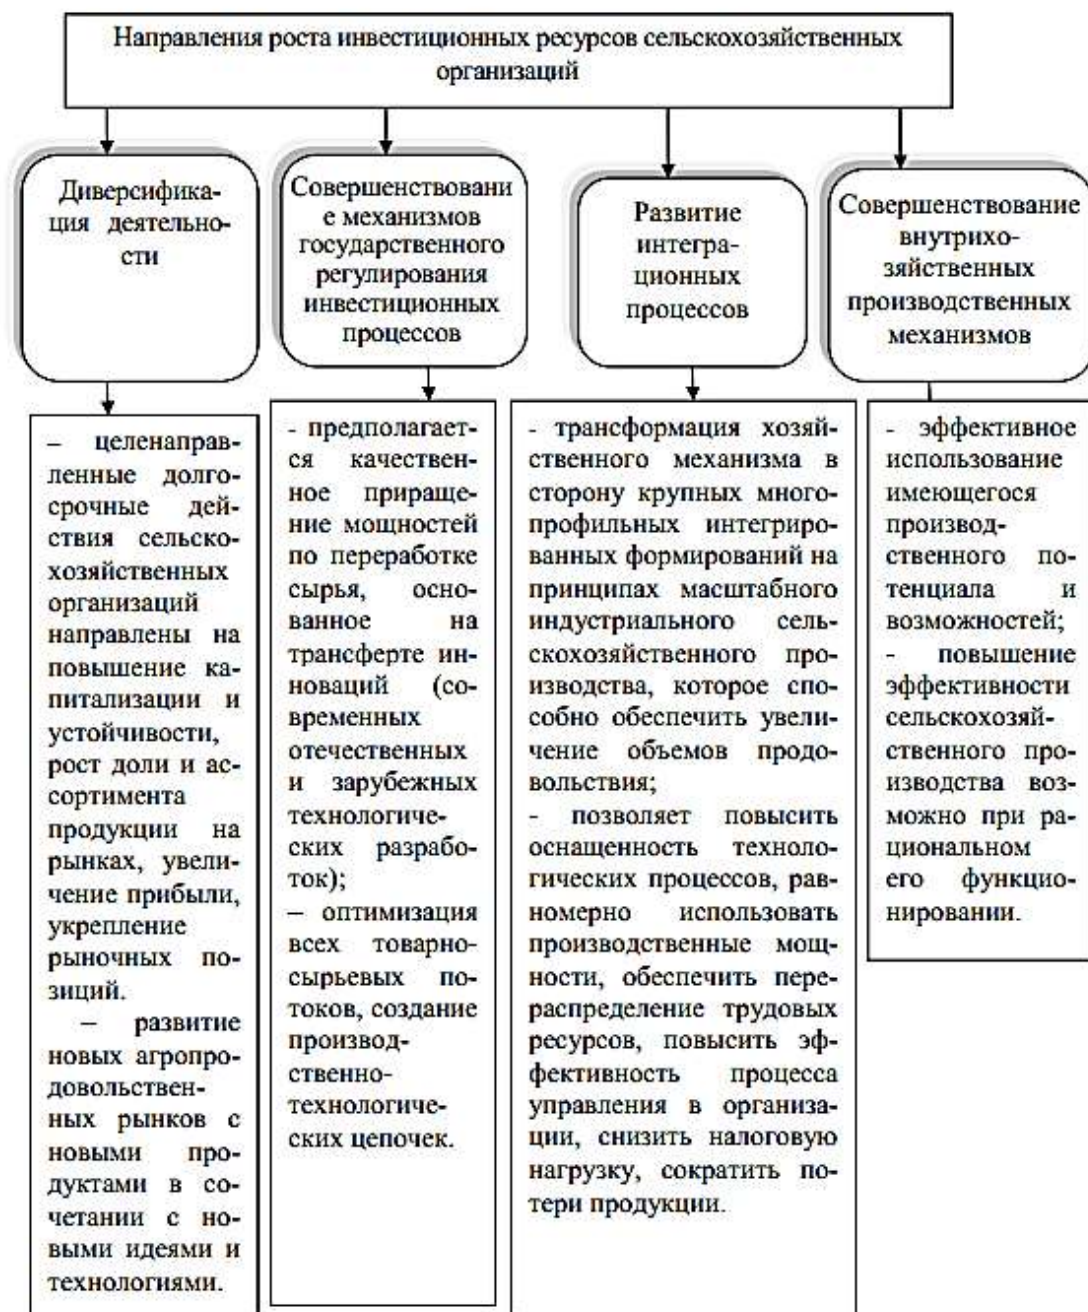 Направления роста инвестиционных ресурсов сельскохозяйственных
организаций
Диверсифика-
ция деятельно-
сти
Совершенствовани
е механизмов
государственного
регулирования
инвестиционных
процессов
Развитие
интегра-
ционных
процессов
Совершенствование
внутрихо-
зяйственных
производственных
механизмов
– целенаправ-
ленные долго-
срочные дей-
ствия сельско-
хозяйственных
организаций
направлены на
повышение ка-
питализации и
устойчивости,
рост доли и ас-
сортимента
продукции на
рынках, увели-
чение прибыли,
укрепление
рыночных по-
зиций.
– развитие
новых агропро-
довольствен-
ных рынков с
новыми про-
дуктами в со-
четании с но-
выми идеями и
технологиями.
- предполагает-
ся качествен-
ное прираще-
ние мощностей
по переработке
сырья, осно-
ванное на
трансферте ин-
новаций (со-
временных
отечественных
и зарубежных
технологиче-
ских разрабо-
ток);
– оптимизация
всех товарно-
сырьевых по-
токов, создание
производ-
ственно-
технологиче-
ских цепочек.
- трансформация хозяй-
ственного механизма в
сторону крупных много-
профильных интегриро-
ванных формирований на
принципах масштабного
индустриального сель-
скохозяйственного про-
изводства, которое спо-
собно обеспечить увели-
чение объемов продо-
вольствия;
- позволяет повысить
оснащенность техноло-
гических процессов, рав-
номерно использовать
производственные мощ-
ности, обеспечить пере-
распределение трудовых
ресурсов, повысить эф-
фективность процесса
управления в организа-
ции, снизить налоговую
нагрузку, сократить по-
тери продукции.
- эффективное
использование
имеющегося
производ-
ственного по-
тенциала и
возможностей;
- повышение
эффективности
сельскохозяй-
ственного про-
изводства воз-
можно при ра-
циональном
его функцио-
нировании.